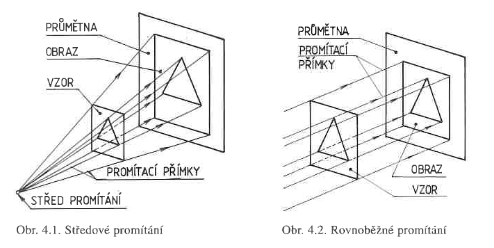 PRŮMĚTNA
OBRAZ
VZOR
PROMÍTACÍ PŘÍMKY
STŘED PROMÍTÁNÍ
Obr. 4.1. Středové promítání
PRŮMĚTNA
PROMÍTACÍ
PŘÍMKY
OBRAZ
VZOR
Obr. 4.2. Rovnoběžné promítání